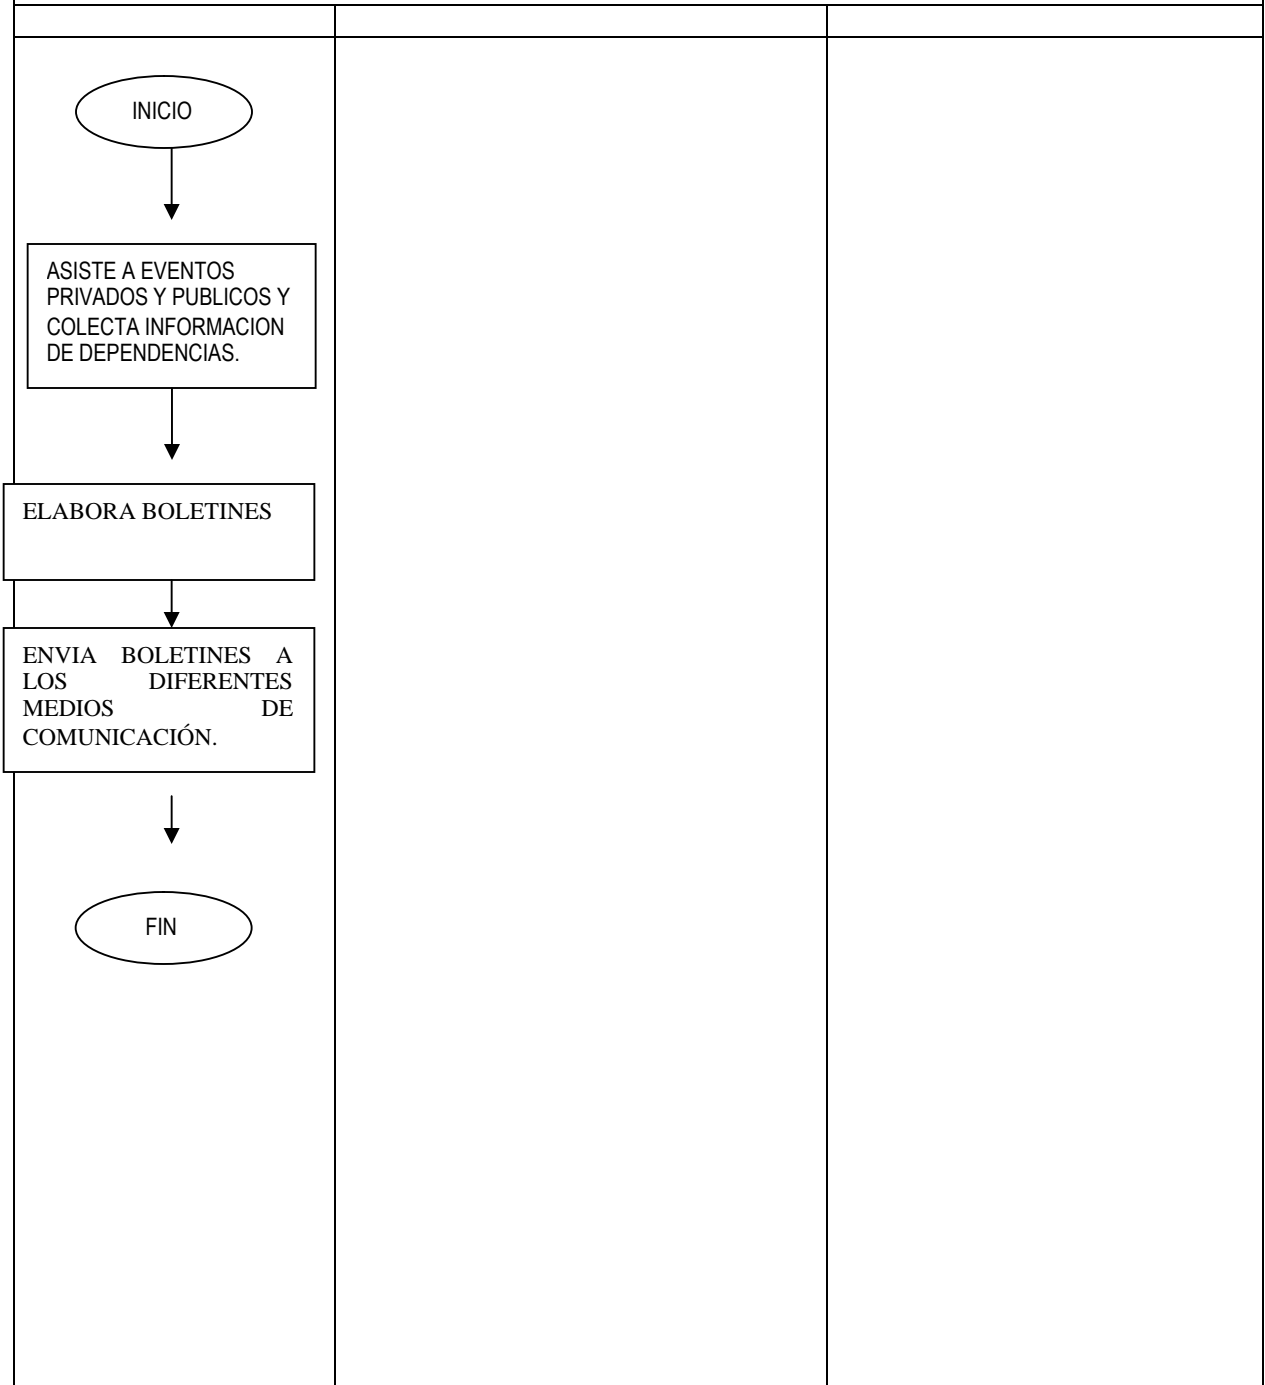 INICIO
ASISTE A EVENTOS
PRIVADOS Y PUBLICOS Y
COLECTA INFORMACION
DE DEPENDENCIAS.
ELABORA BOLETINES
ENVIA BOLETINES A
LOS DIFERENTES
MEDIOS DE
COMUNICACIÓN.
FIN